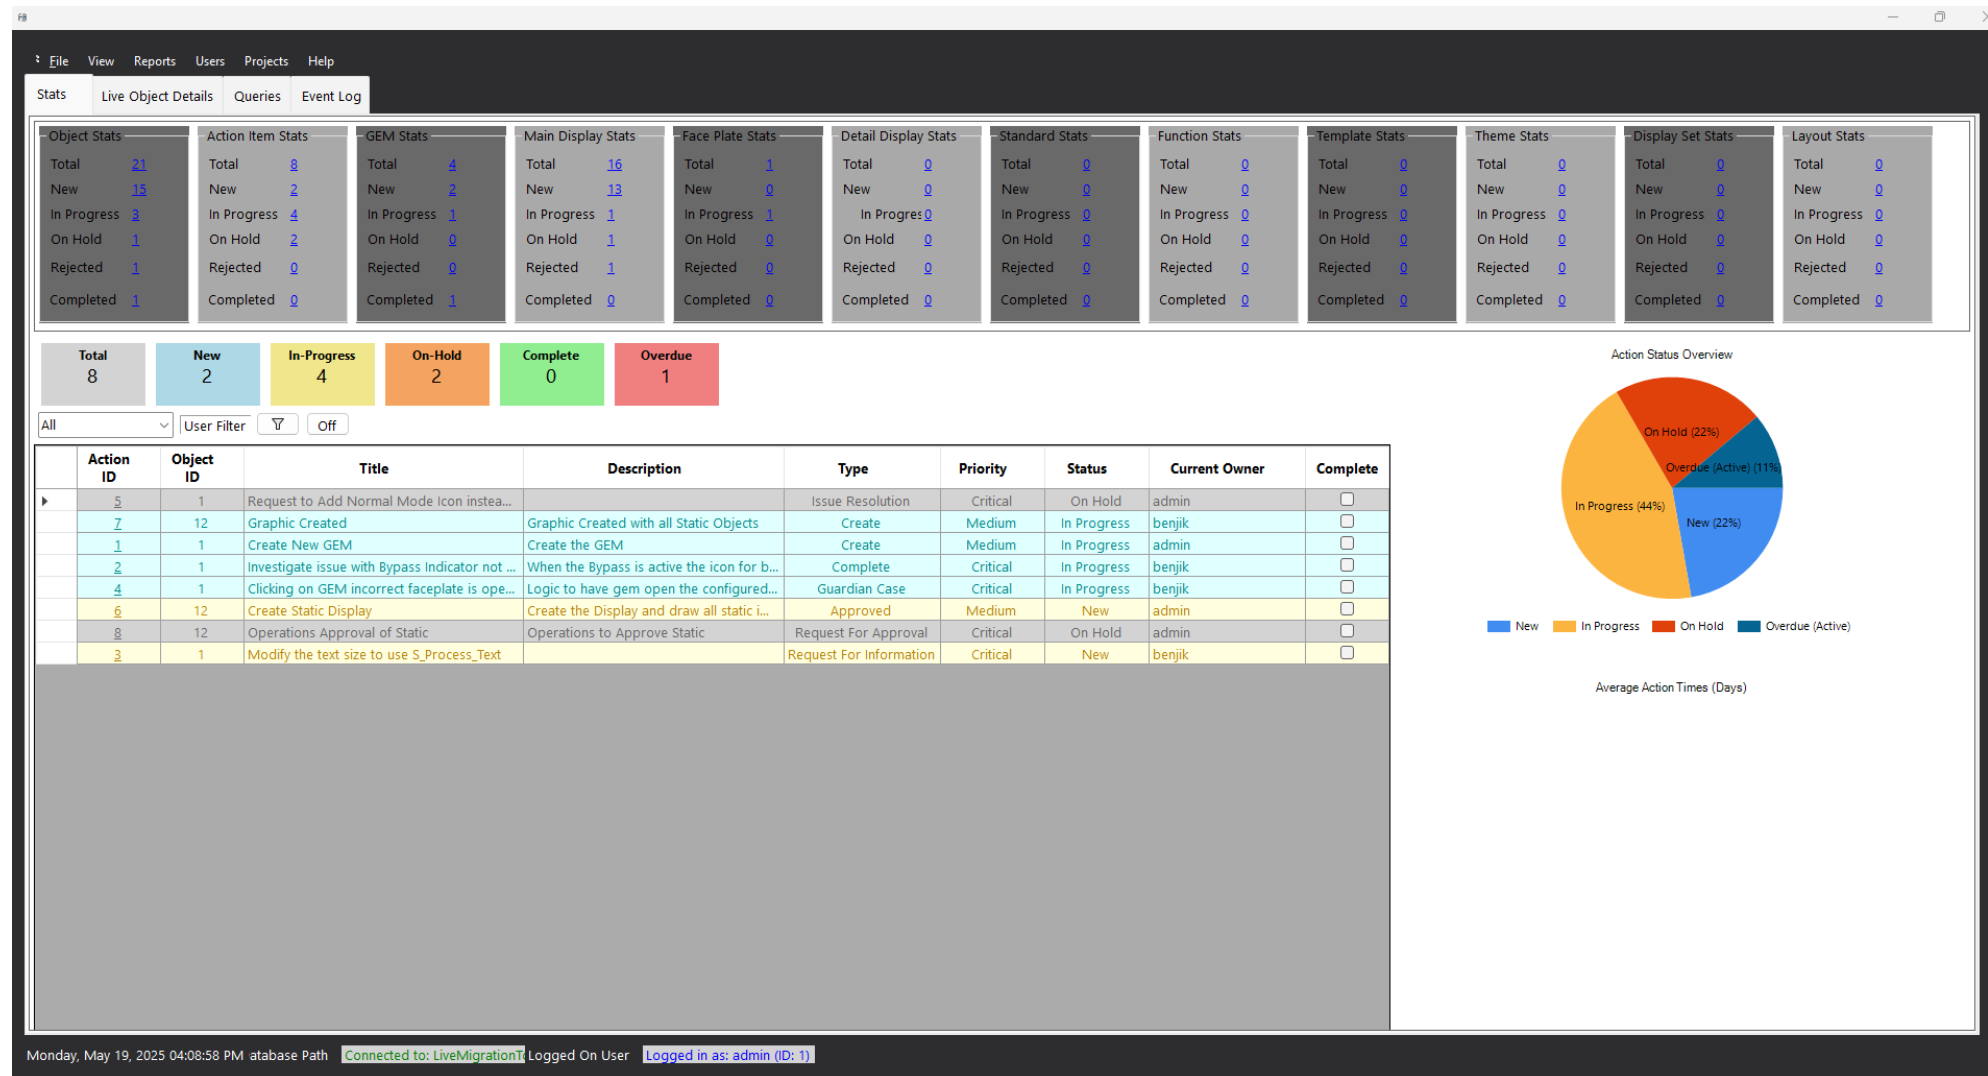 File View Reports Users Projects Help
Stats Live Object Details Queries Event Log
Object Stats
Total 21
New 15
In Progress 3
On Hold 1
Rejected 1
Completed 1
Action Item Stats
Total 8
New 2
In Progress 4
On Hold 2
Rejected 0
Completed 0
GEM Stats
Total 4
New 2
In Progress 1
On Hold 0
Rejected 0
Completed 1
Main Display Stats
Total 16
New 13
In Progress 1
On Hold 1
Rejected 1
Completed 0
Face Plate Stats
Total 1
New 0
In Progress 1
On Hold 0
Rejected 0
Completed 0
Detail Display Stats
Total 0
New 0
In Progres 0
On Hold 0
Rejected 0
Completed 0
Standard Stats
Total 0
New 0
In Progress 0
On Hold 0
Rejected 0
Completed 0
Function Stats
Total 0
New 0
In Progress 0
On Hold 0
Rejected 0
Completed 0
Template Stats
Total 0
New 0
In Progress 0
On Hold 0
Rejected 0
Completed 0
Theme Stats
Total 0
New 0
In Progress 0
On Hold 0
Rejected 0
Completed 0
Display Set Stats
Total 0
New 0
In Progress 0
On Hold 0
Rejected 0
Completed 0
Layout Stats
Total 0
New 0
In Progress 0
On Hold 0
Rejected 0
Completed 0
Total New In-Progress On-Hold Complete Overdue
8 2 4 2 0 1
All User Filter Off
Action ID Object ID Title Description Type Priority Status Current Owner Complete
5 1 Request to Add Normal Mode Icon instea... Issue Resolution Critical On Hold admin
7 12 Graphic Created Graphic Created with all Static Objects Create Medium In Progress benjik
1 1 Create New GEM Create the GEM Create Medium In Progress admin
2 1 Investigate issue with Bypass Indicator not ... When the Bypass is active the icon for b... Complete Critical In Progress benjik
4 1 Clicking on GEM incorrect faceplate is ope... Logic to have gem open the configured... Guardian Case Critical In Progress benjik
6 12 Create Static Display Create the Display and draw all static i... Approved Medium New admin
8 12 Operations Approval of Static Operations to Approve Static Request For Approval Critical On Hold admin
3 1 Modify the text size to use S_Process_Text Request For Information Critical New benjik
Action Status Overview
On Hold (22%)
Overdue (Active) (11%)
In Progress (44%)
New (22%)
New In Progress On Hold Overdue (Active)
Average Action Times (Days)
Monday, May 19, 2025 04:08:58 PM atabase Path Connected to: LiveMigrationT Logged On User Logged in as: admin (ID: 1)